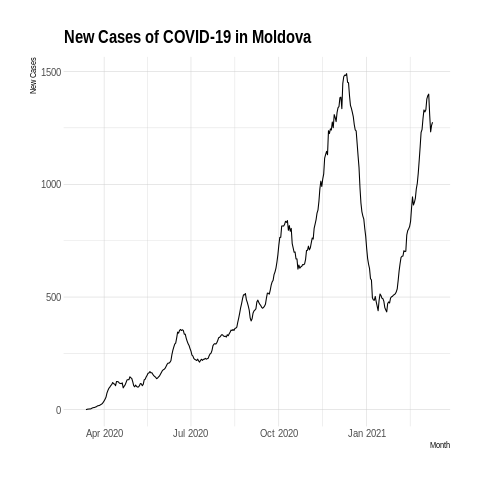 New Cases of COVID-19 in Moldova
New Cases
1500
1000
500
0
Apr 2020 Jul 2020 Oct 2020 Jan 2021
Month